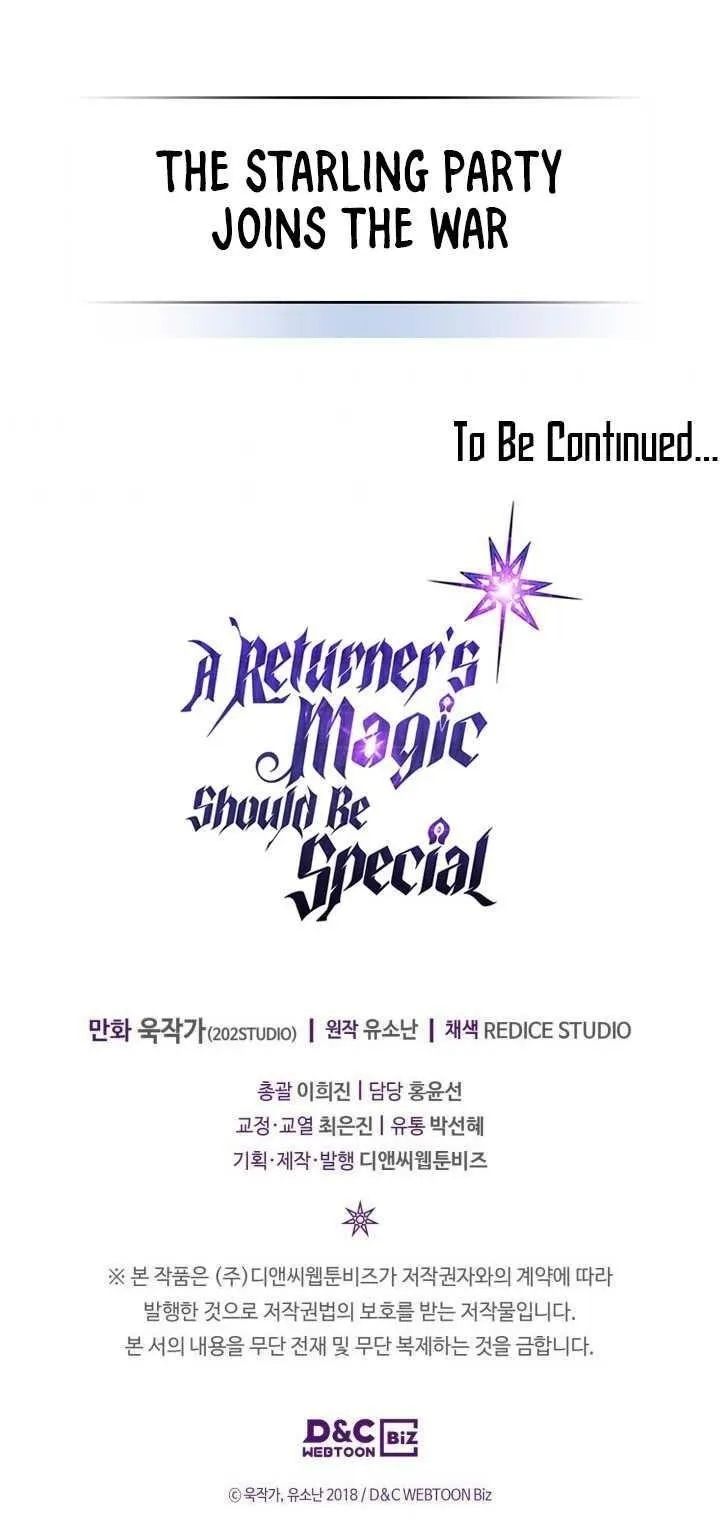 THE STARLING PARTY
JOINS THE WAR
To Be Continued...
A Returner's
Magic
Should Be
Special
만화 욱작가(202STUDIO) | 원작 유소난 | 채색 REDICE STUDIO
총괄 이희진 | 담당 홍윤선
교정·교열 최은진 | 유통 박선혜
기획·제작·발행 디앤씨웹툰비즈
※ 본 작품은 (주)디앤씨웹툰비즈가 저작권자와의 계약에 따라
발행한 것으로 저작권법의 보호를 받는 저작물입니다.
본 서의 내용을 무단 전재 및 무단 복제하는 것을 금합니다.
D&C
WEBTOON BiZ
ⓒ 욱작가, 유소난 2018 / D&C WEBTOON Biz